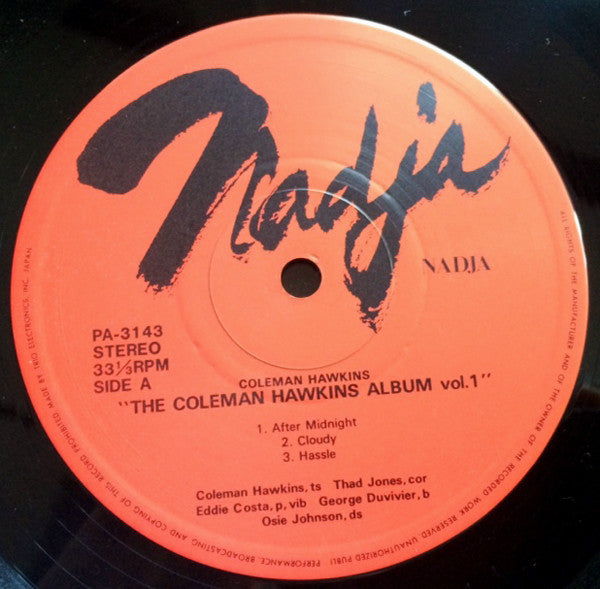 Nadja
NADJA
PA-3143
STEREO
33⅓RPM
SIDE A
COLEMAN HAWKINS
"THE COLEMAN HAWKINS ALBUM vol.1"
1. After Midnight
2. Cloudy
3. Hassle
Coleman Hawkins, ts Thad Jones, cor
Eddie Costa, p, vib George Duvivier, b
Osie Johnson, ds
ALL RIGHTS OF THE MANUFACTURER AND OF THE OWNER OF THE RECORDED WORK RESERVED. UNAUTHORIZED PUBLI PERFORMANCE, BROADCASTING AND COPYING OF THIS RECORD PROHIBITED MADE BY TRIO ELECTRONICS, INC. JAPAN